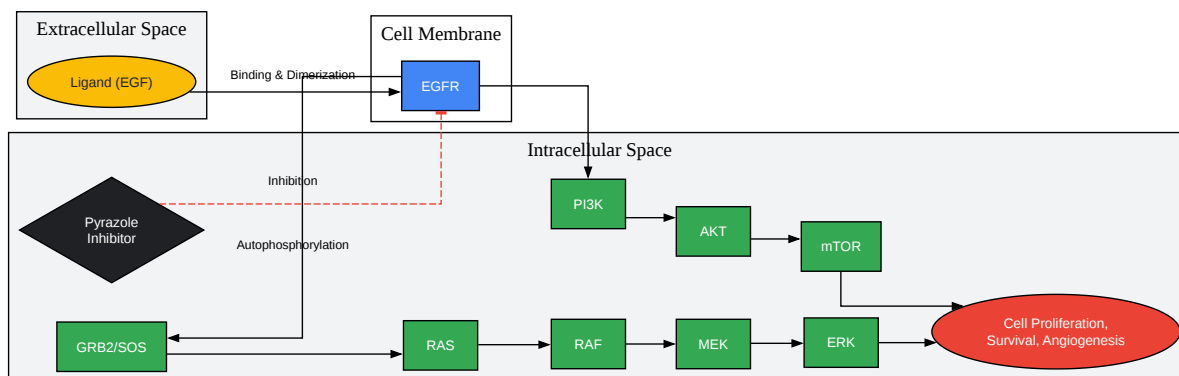 Extracellular Space
Ligand (EGF)
Binding & Dimerization
Cell Membrane
EGFR
Intracellular Space
Inhibition
Pyrazole
Inhibitor
Autophosphorylation
PI3K
AKT
mTOR
GRB2/SOS
RAS
RAF
MEK
ERK
Cell Proliferation,
Survival, Angiogenesis